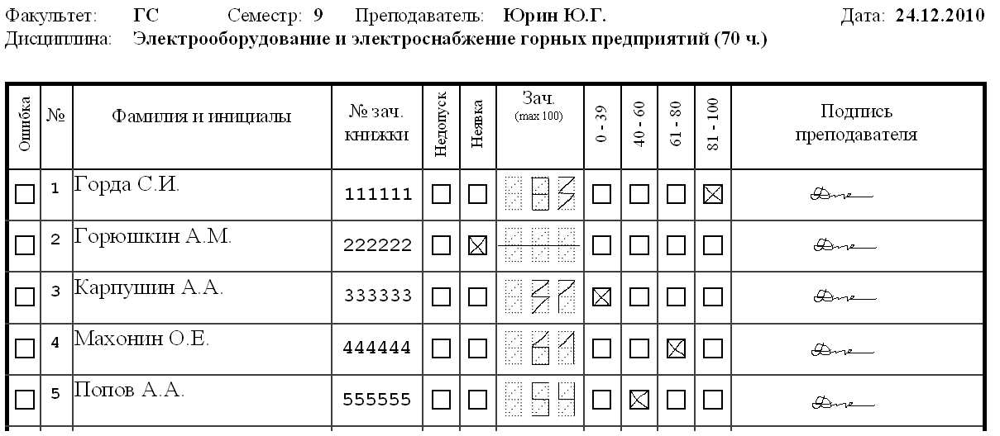 Факультет: ГС Семестр: 9 Преподаватель: Юрин Ю.Г. Дата: 24.12.2010
Дисциплина: Электрооборудование и электроснабжение горных предприятий (70 ч.)
Ошибка № Фамилия и инициалы № зач. книжки Недопуск Неявка Зач. (max 100) 0 - 39 40 - 60 61 - 80 81 - 100 Подпись преподавателя
1 Горда С.И. 111111 83
2 Горюшкин А.М. 222222
3 Карпушин А.А. 333333 37
4 Махонин О.Е. 444444 61
5 Попов А.А. 555555 54